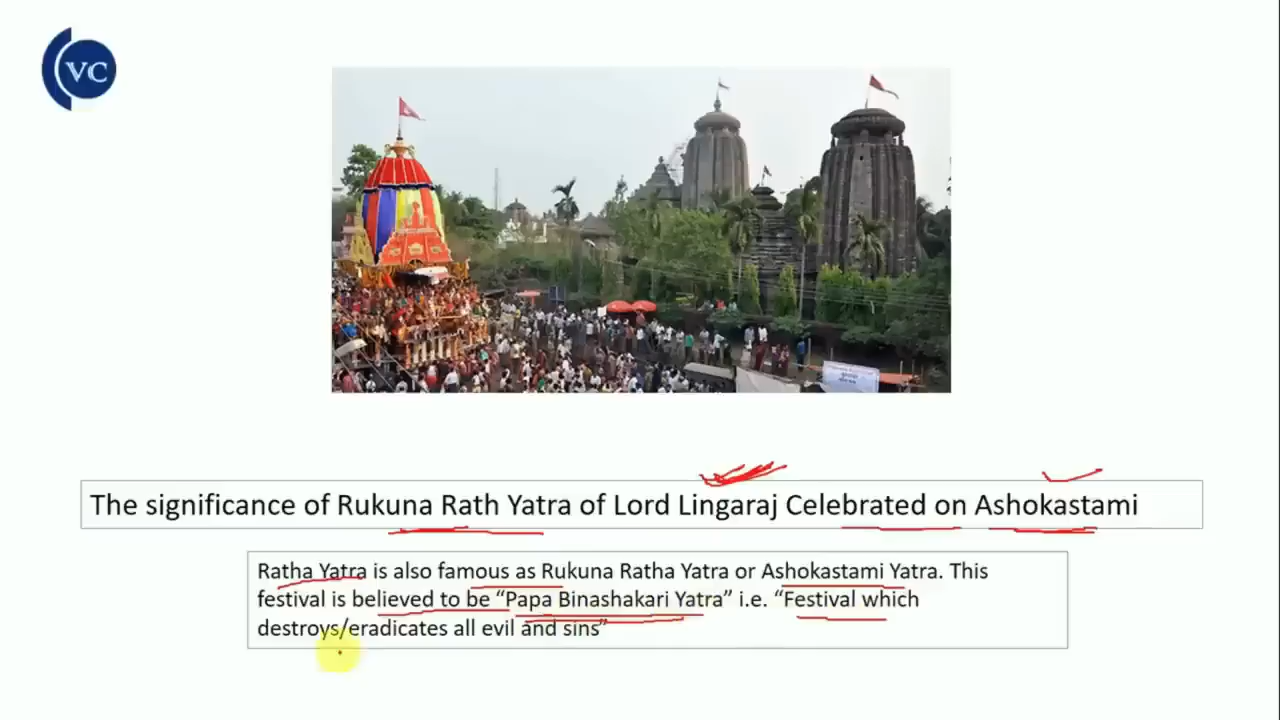 VC
The significance of Rukuna Rath Yatra of Lord Lingaraj Celebrated on Ashokastami
Ratha Yatra is also famous as Rukuna Ratha Yatra or Ashokastami Yatra. This
festival is believed to be “Papa Binashakari Yatra” i.e. “Festival which
destroys/eradicates all evil and sins”